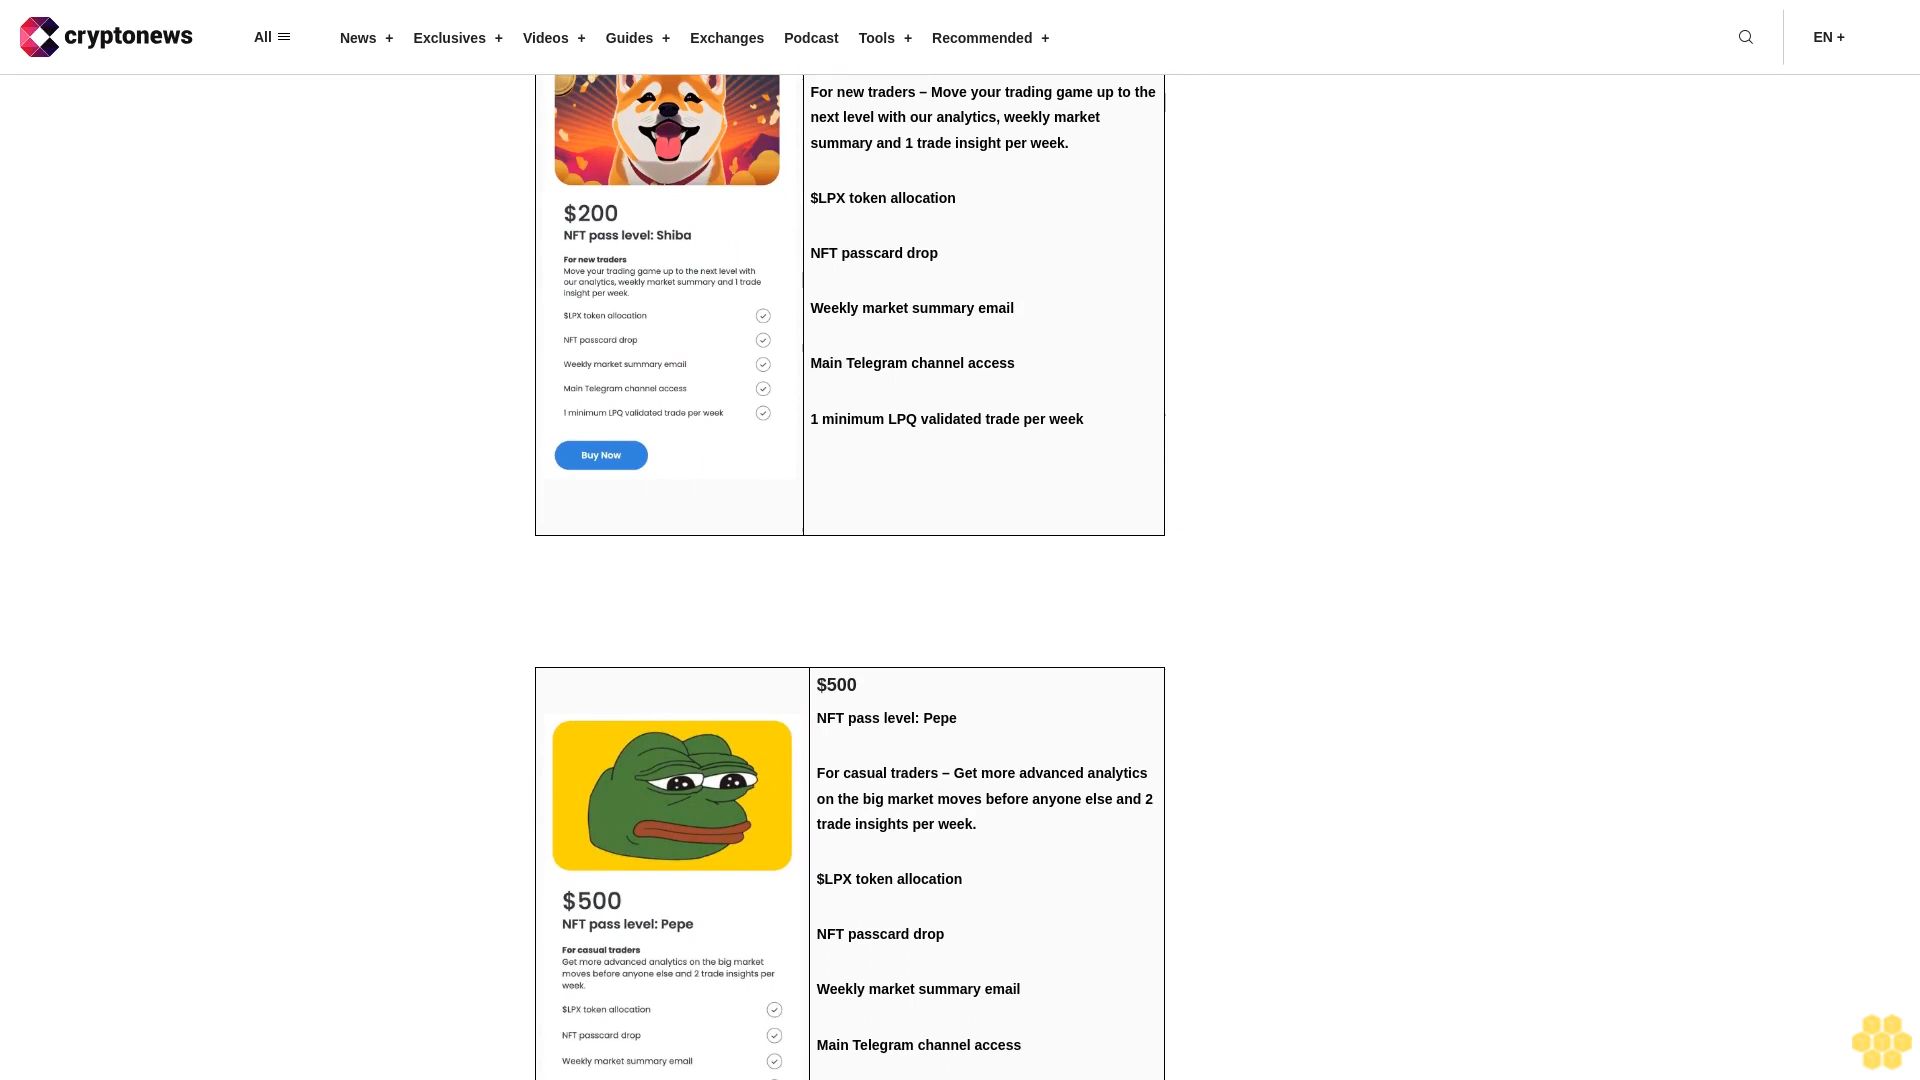 cryptonews
All
News +
Exclusives +
Videos +
Guides +
Exchanges
Podcast
Tools +
Recommended +
EN +
$200
NFT pass level: Shiba
For new traders
Move your trading game up to the next level with
our analytics, weekly market summary and 1 trade
insight per week.
$LPX token allocation
NFT passcard drop
Weekly market summary email
Main Telegram channel access
1 minimum LPQ validated trade per week
Buy Now
For new traders – Move your trading game up to the
next level with our analytics, weekly market
summary and 1 trade insight per week.
$LPX token allocation
NFT passcard drop
Weekly market summary email
Main Telegram channel access
1 minimum LPQ validated trade per week
$500
NFT pass level: Pepe
For casual traders
Get more advanced analytics on the big market
moves before anyone else and 2 trade insights per
week.
$LPX token allocation
NFT passcard drop
Weekly market summary email
$500
NFT pass level: Pepe
For casual traders – Get more advanced analytics
on the big market moves before anyone else and 2
trade insights per week.
$LPX token allocation
NFT passcard drop
Weekly market summary email
Main Telegram channel access